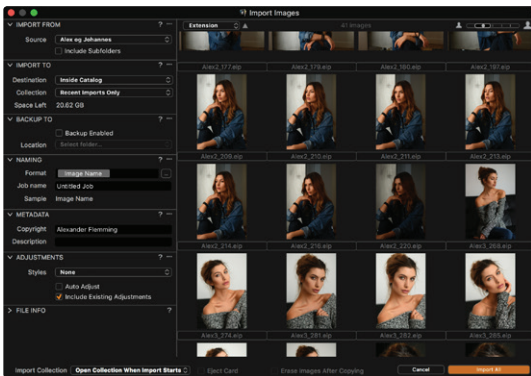 Import Images
IMPORT FROM
Source Alex og Johannes
Include Subfolders
IMPORT TO
Destination Inside Catalog
Collection Recent Imports Only
Space Left 20.82 GB
BACKUP TO
Backup Enabled
Location Select folder...
NAMING
Format Image Name
Job name Untitled Job
Sample Image Name
METADATA
Copyright Alexander Flemming
Description
ADJUSTMENTS
Styles None
Auto Adjust
Include Existing Adjustments
FILE INFO
Extension 41 Images
Alex2_177.eip Alex2_179.eip Alex2_190.eip Alex2_197.eip
Alex2_209.eip Alex2_210.eip Alex2_211.eip Alex2_213.eip
Alex2_214.eip Alex2_216.eip Alex2_220.eip Alex3_266.eip
Alex3_274.eip Alex3_281.eip Alex3_282.eip Alex3_285.eip
Import Collection Open Collection When Import Starts Eject Card Erase Images After Copying Cancel Import All